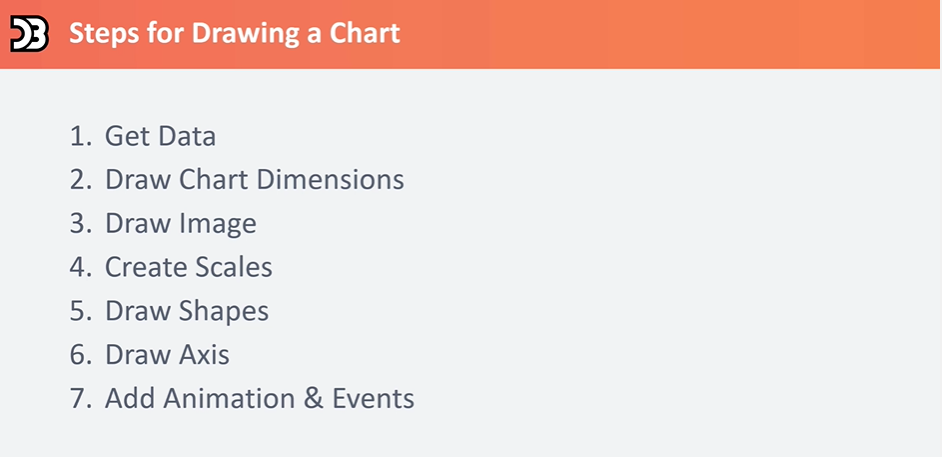 Steps for Drawing a Chart
1. Get Data
2. Draw Chart Dimensions
3. Draw Image
4. Create Scales
5. Draw Shapes
6. Draw Axis
7. Add Animation & Events